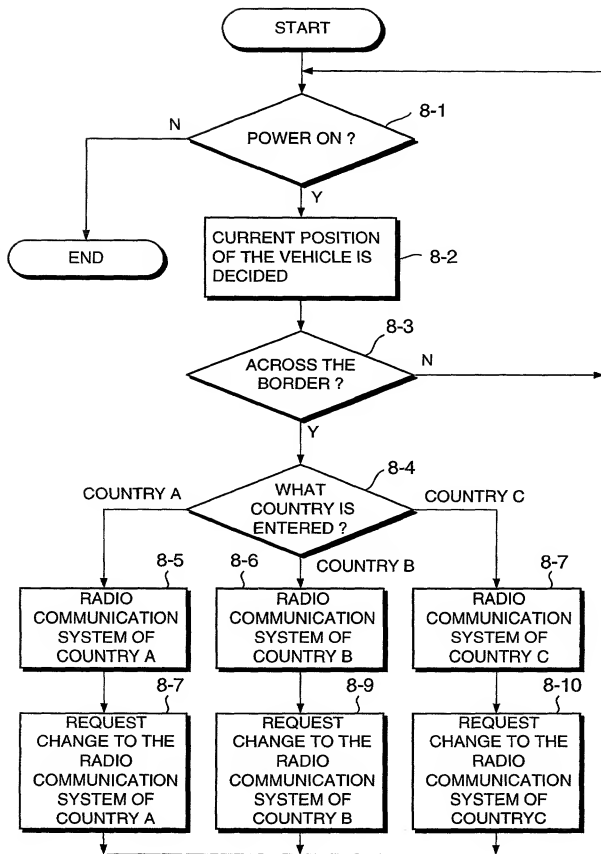 START
8-1
N
POWER ON ?
Y
CURRENT POSITION
OF THE VEHICLE IS
DECIDED
8-2
END
8-3
ACROSS THE
BORDER ?
N
Y
8-4
COUNTRY A
WHAT
COUNTRY IS
ENTERED ?
COUNTRY C
COUNTRY B
8-5
RADIO
COMMUNICATION
SYSTEM OF
COUNTRY A
8-6
RADIO
COMMUNICATION
SYSTEM OF
COUNTRY B
8-7
RADIO
COMMUNICATION
SYSTEM OF
COUNTRY C
8-7
REQUEST
CHANGE TO THE
RADIO
COMMUNICATION
SYSTEM OF
COUNTRY A
8-9
REQUEST
CHANGE TO THE
RADIO
COMMUNICATION
SYSTEM OF
COUNTRY B
8-10
REQUEST
CHANGE TO THE
RADIO
COMMUNICATION
SYSTEM OF
COUNTRYC